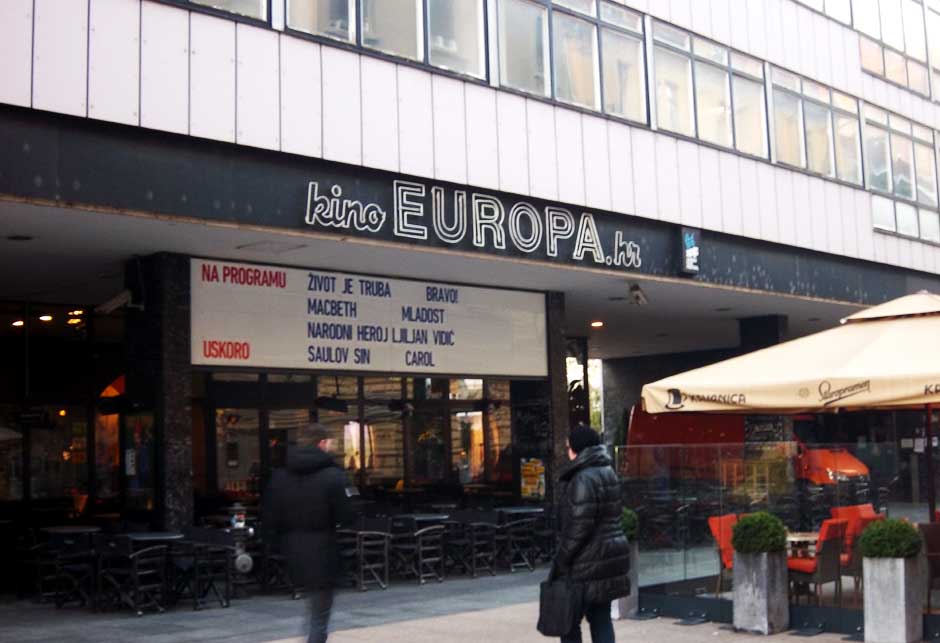 kino EUROPA.hr
NA PROGRAMU ŽIVOT JE TRUBA BRAVO!
MACBETH MLADOST
NARODNI HEROJ LJILJAN VIDIĆ
USKORO SAULOV SIN CAROL
Staropramen